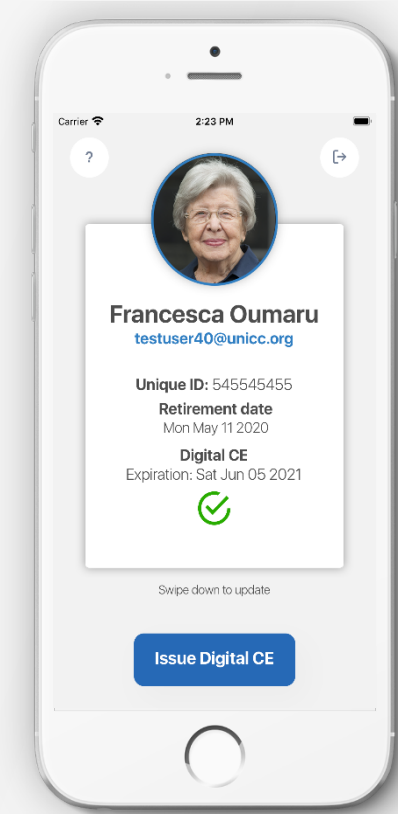 Carrier
2:23 PM
?
Francesca Oumaru
testuser40@unicc.org
Unique ID: 545545455
Retirement date
Mon May 11 2020
Digital CE
Expiration: Sat Jun 05 2021
Swipe down to update
Issue Digital CE